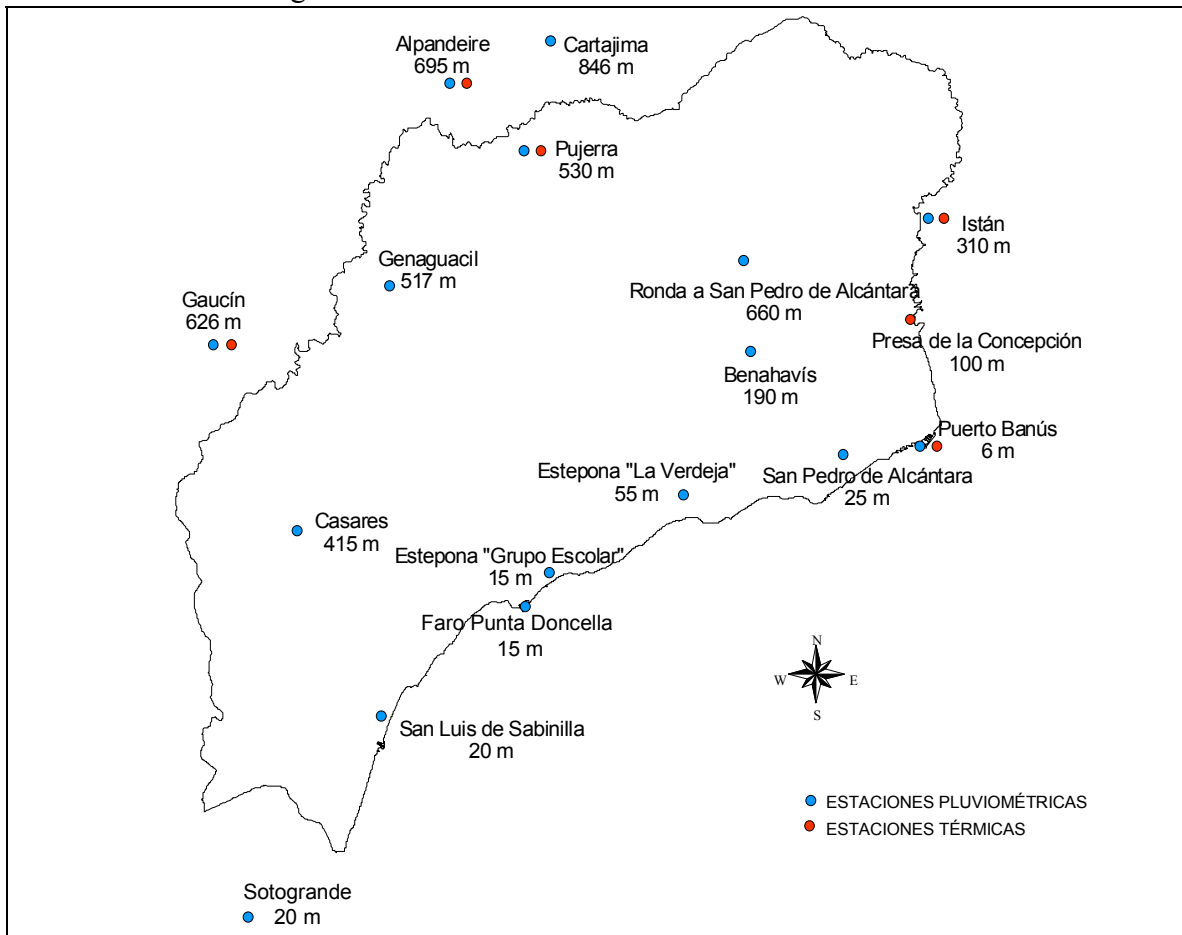 Alpandeire
695 m
Cartajima
846 m
Pujerra
530 m
Istán
310 m
Genaguacil
517 m
Gaucín
626 m
Ronda a San Pedro de Alcántara
660 m
Presa de la Concepción
100 m
Benahavís
190 m
Puerto Banús
6 m
San Pedro de Alcántara
25 m
Estepona "La Verdeja"
55 m
Casares
415 m
Estepona "Grupo Escolar"
15 m
Faro Punta Doncella
15 m
San Luis de Sabinilla
20 m
N
W
E
S
ESTACIONES PLUVIOMÉTRICAS
ESTACIONES TÉRMICAS
Sotogrande
20 m